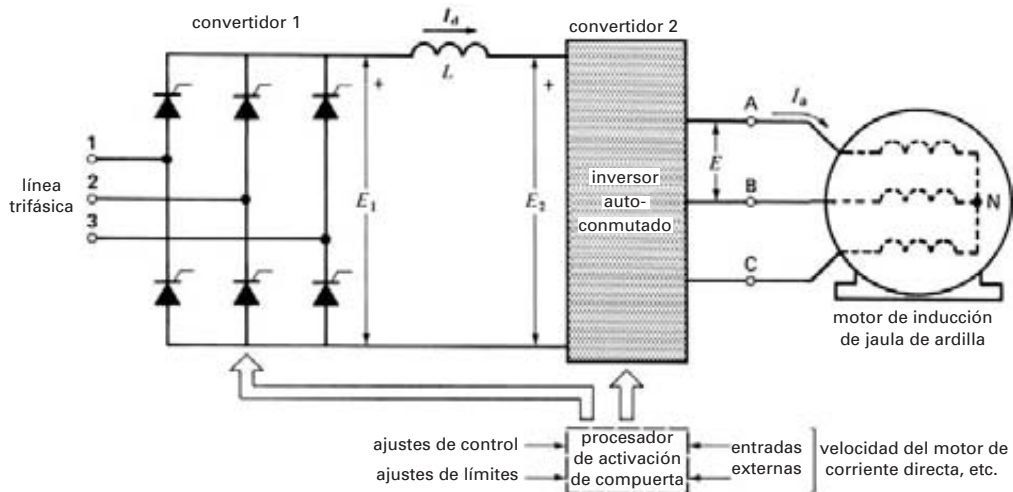 convertidor 1
I_d
L
convertidor 2
+
+
A
I_a
1
2
3
línea
trifásica
E_1
E_2
inversor
auto-
conmutado
E
B
N
C
motor de inducción
de jaula de ardilla
ajustes de control
ajustes de límites
procesador
de activación
de compuerta
entradas
externas
velocidad del motor de
corriente directa, etc.